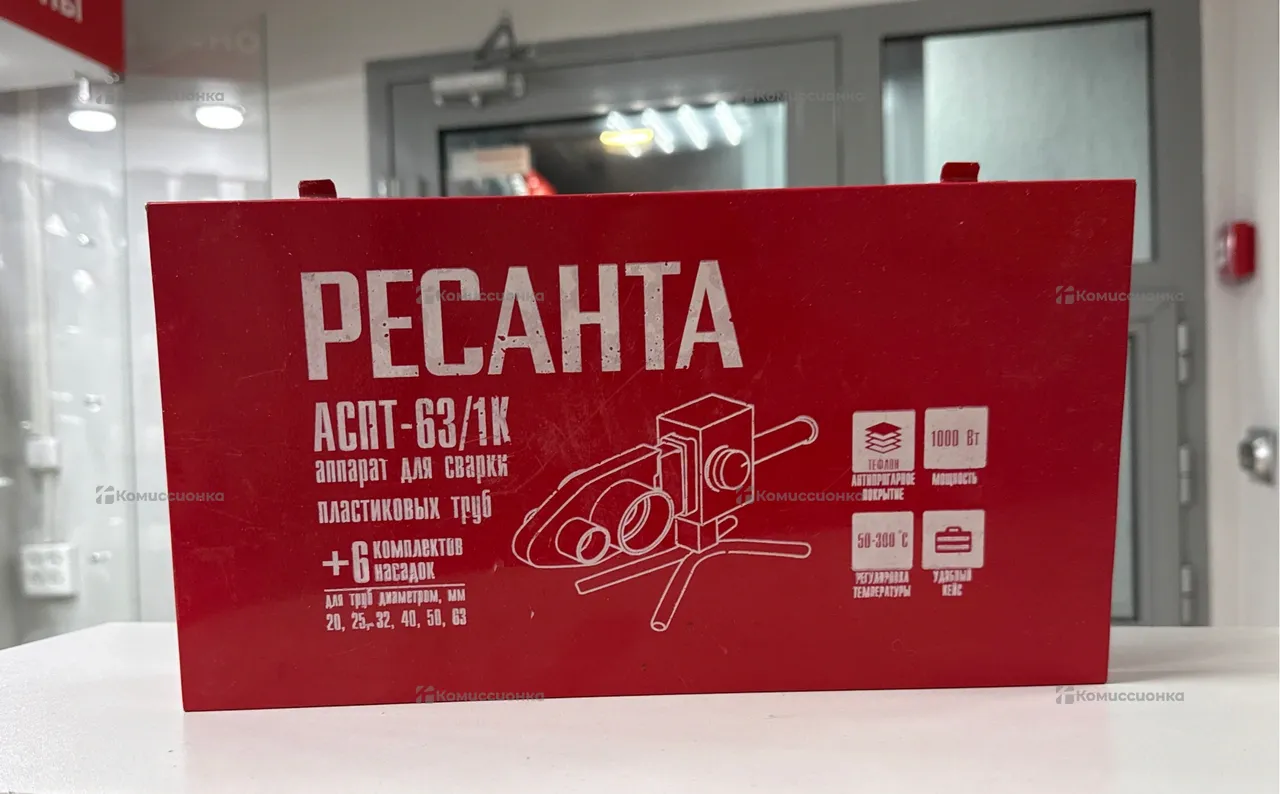 РЕСАНТА
АСПТ-63/1К
аппарат для сварки
пластиковых труб
+6 комплектов
насадок
для труб диаметром, мм
20, 25, 32, 40, 50, 63
ТЕФЛОН
АНТИПРИГАРНОЕ
ПОКРЫТИЕ
1000 Вт
МОЩНОСТЬ
50-300 °С
РЕГУЛИРОВКА
ТЕМПЕРАТУРЫ
УДОБНЫЙ
КЕЙС
Комиссионка
Комиссионка
Комиссионка
Комиссионка
Комиссионка
Комиссионка
Комиссионка
Комиссионка